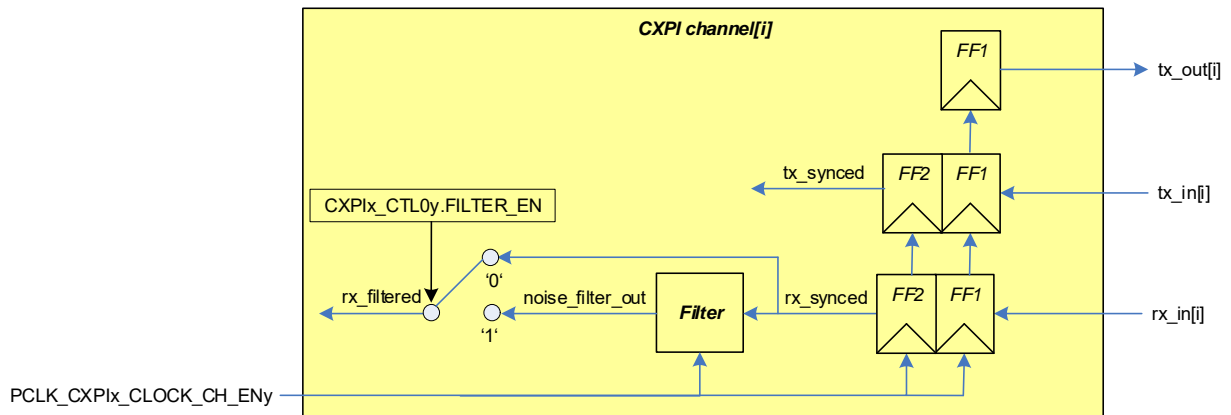 CXPI channel[i]
FF1
tx_out[i]
tx_synced
FF2
FF1
tx_in[i]
CXPIx_CTL0y.FILTER_EN
‘0‘
rx_filtered
noise_filter_out
Filter
rx_synced
FF2
FF1
rx_in[i]
‘1‘
PCLK_CXPIx_CLOCK_CH_ENy